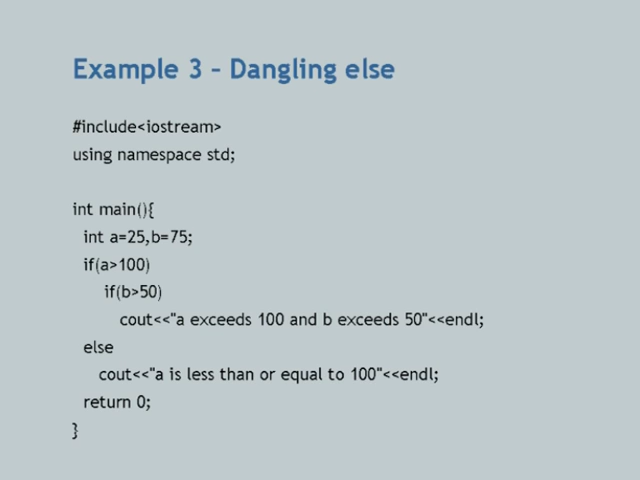 Example 3 – Dangling else
#include<iostream>
using namespace std;
int main(){
int a=25,b=75;
if(a>100)
if(b>50)
cout<<"a exceeds 100 and b exceeds 50"<<endl;
else
cout<<"a is less than or equal to 100"<<endl;
return 0;
}